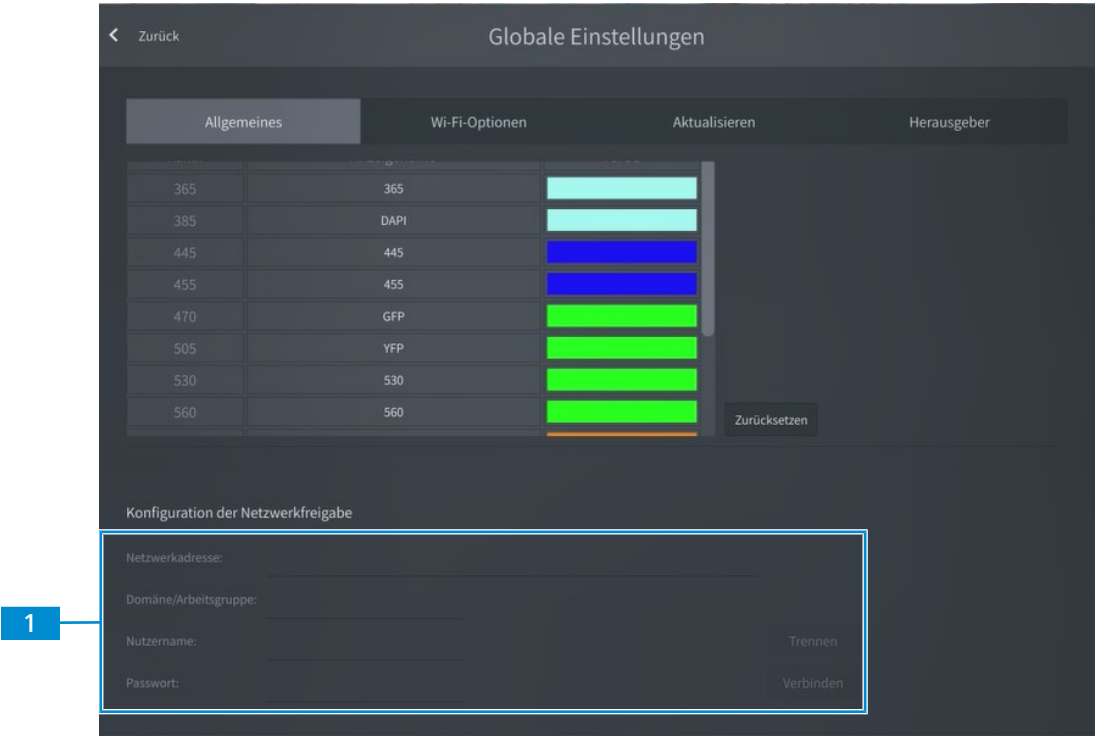 Zurück
Globale Einstellungen
Allgemeines Wi-Fi-Optionen Aktualisieren Herausgeber
365 365
385 DAPI
445 445
455 455
470 GFP
505 YFP
530 530
560 560
Zurücksetzen
Konfiguration der Netzwerkfreigabe
Netzwerkadresse:
Domäne/Arbeitsgruppe:
1
Nutzername: Trennen
Passwort: Verbinden